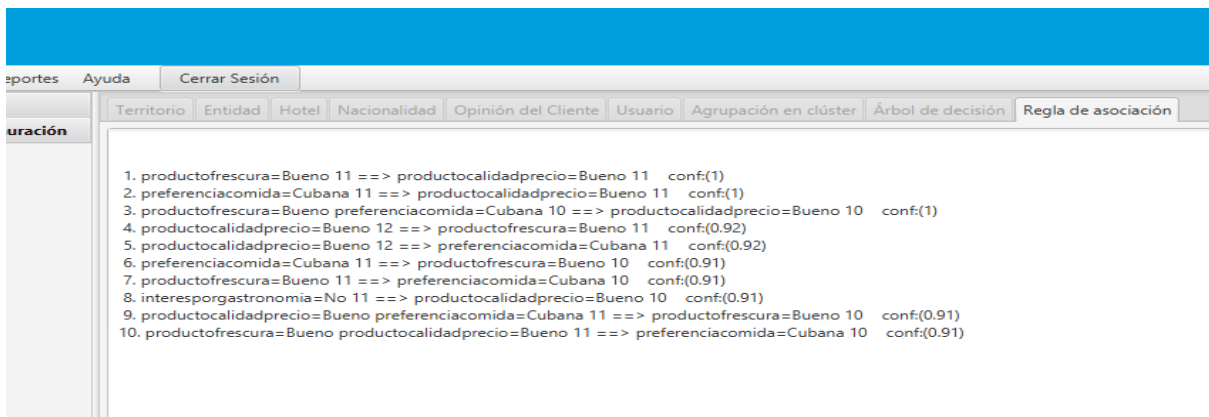 eportes Ayuda Cerrar Sesión
Territorio Entidad Hotel Nacionalidad Opinión del Cliente Usuario Agrupación en clúster Árbol de decisión Regla de asociación
uración
1. productofrescura=Bueno 11 ==> productocalidadprecio=Bueno 11 conf:(1)
2. preferenciacomida=Cubana 11 ==> productocalidadprecio=Bueno 11 conf:(1)
3. productofrescura=Bueno preferenciacomida=Cubana 10 ==> productocalidadprecio=Bueno 10 conf:(1)
4. productocalidadprecio=Bueno 12 ==> productofrescura=Bueno 11 conf:(0.92)
5. productocalidadprecio=Bueno 12 ==> preferenciacomida=Cubana 11 conf:(0.92)
6. preferenciacomida=Cubana 11 ==> productofrescura=Bueno 10 conf:(0.91)
7. productofrescura=Bueno 11 ==> preferenciacomida=Cubana 10 conf:(0.91)
8. interesporgastronomia=No 11 ==> productocalidadprecio=Bueno 10 conf:(0.91)
9. productocalidadprecio=Bueno preferenciacomida=Cubana 11 ==> productofrescura=Bueno 10 conf:(0.91)
10. productofrescura=Bueno productocalidadprecio=Bueno 11 ==> preferenciacomida=Cubana 10 conf:(0.91)